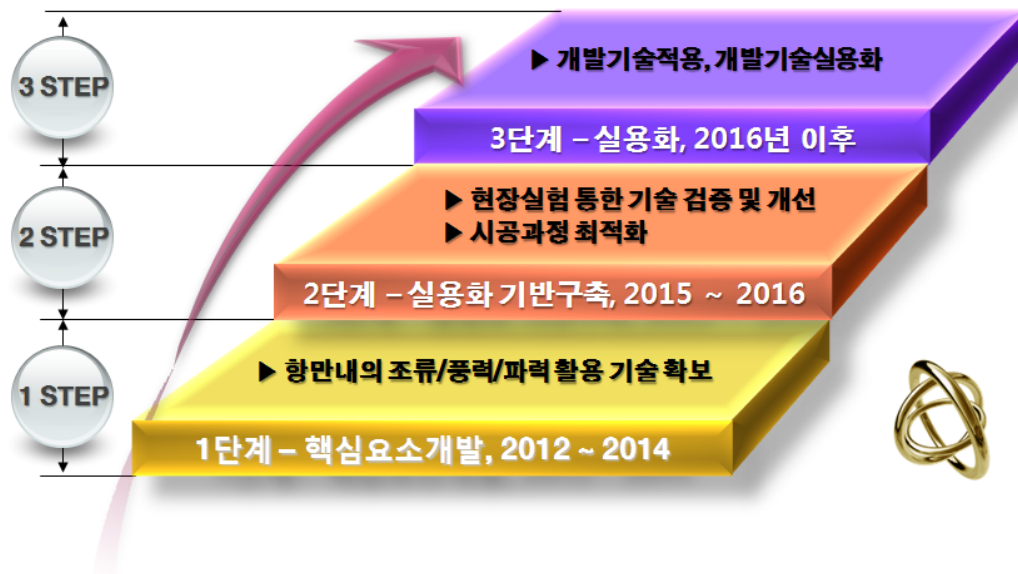 3 STEP
▶ 개발기술적용, 개발기술실용화
3단계 – 실용화, 2016년 이후
2 STEP
▶ 현장실험 통한 기술 검증 및 개선
▶ 시공과정 최적화
2단계 – 실용화 기반구축, 2015 ~ 2016
1 STEP
▶ 항만내의 조류/풍력/파력 활용 기술 확보
1단계 – 핵심요소개발, 2012 ~ 2014